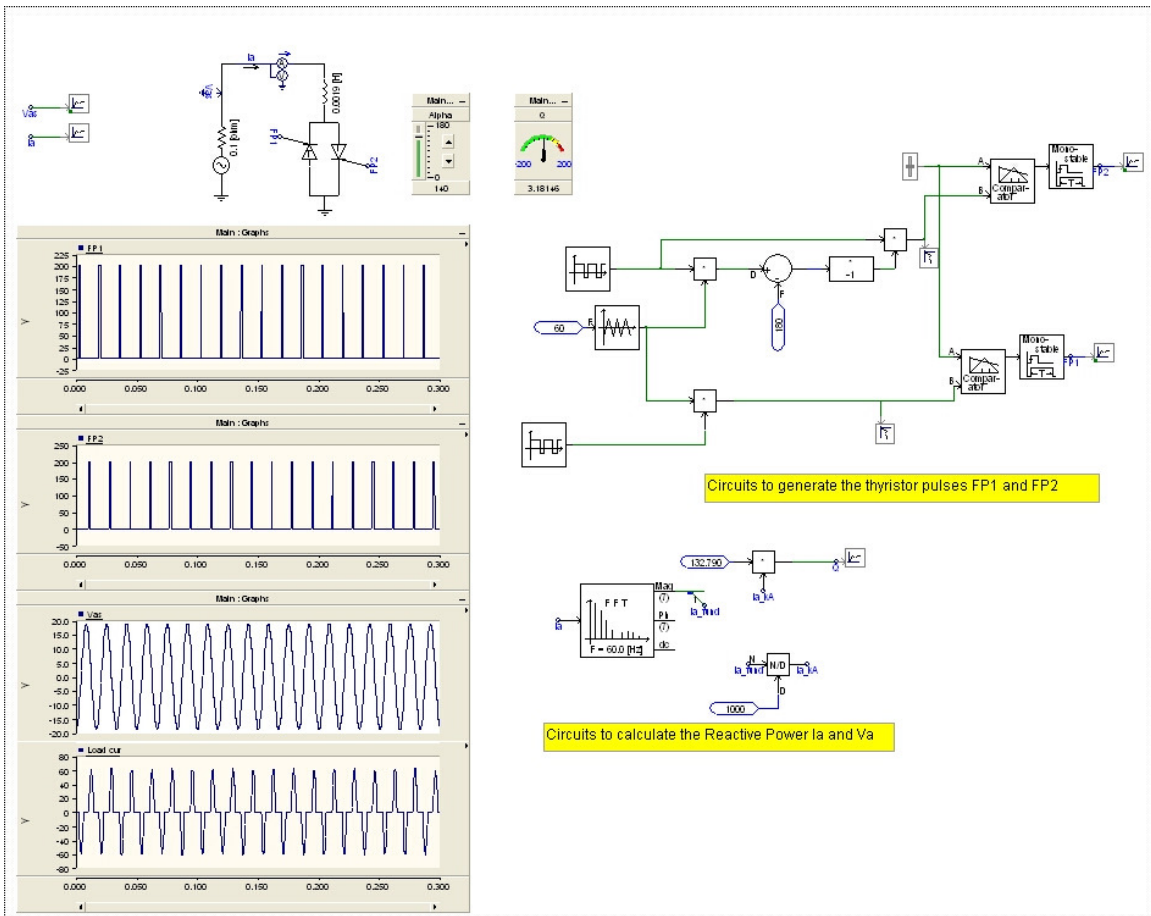 Ia
Vas
0.0019 [H]
0.1 [ohm]
FP1
FP2
Vas
Ia
Main...
Alpha
180
0
140
Main...
Q
-200
200
3.18146
A
B
Compar-
ator
Mono-
stable
T
FP2
*
*
D
+
-
F
180
*
-1
60
*
A
B
Compar-
ator
Mono-
stable
T
FP1
Circuits to generate the thyristor pulses FP1 and FP2
132.790
*
Q
Ia_kA
Ia
F F T
F = 60.0 [Hz]
Mag
(7)
Ph
(7)
dc
Ia_fund
N
Ia_fund
N/D
Ia_kA
D
1000
Circuits to calculate the Reactive Power Ia and Va
Main : Graphs
FP1
225
200
175
150
125
100
75
50
25
0
-25
y
0.000 0.050 0.100 0.150 0.200 0.250 0.300
Main : Graphs
FP2
250
200
150
100
50
0
-50
y
0.000 0.050 0.100 0.150 0.200 0.250 0.300
Main : Graphs
Vas
20.0
15.0
10.0
5.0
0.0
-5.0
-10.0
-15.0
-20.0
y
Load cur
80
60
40
20
0
-20
-40
-60
-80
y
0.000 0.050 0.100 0.150 0.200 0.250 0.300